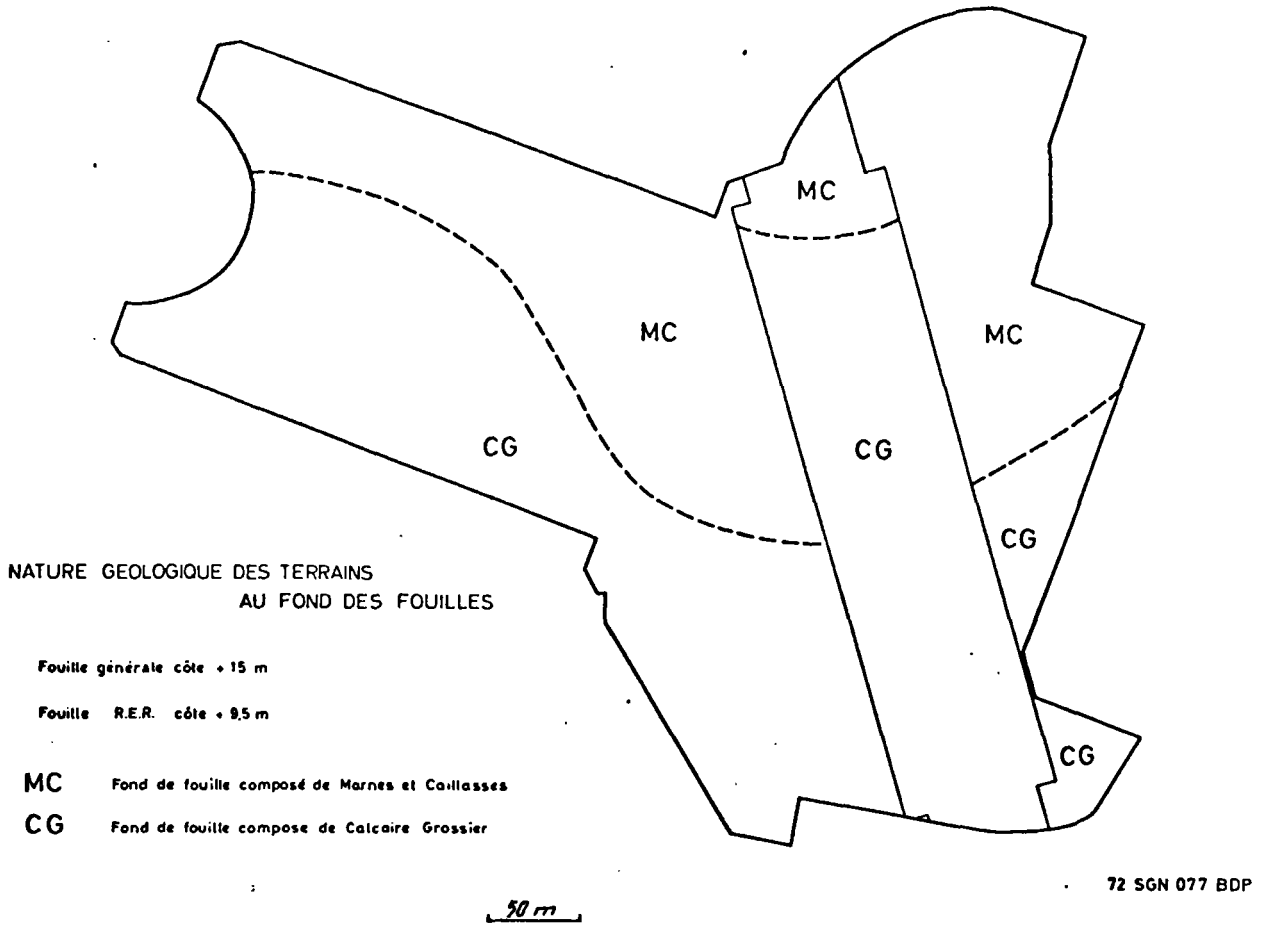 MC
MC
MC
CG
CG
CG
CG
NATURE GEOLOGIQUE DES TERRAINS
AU FOND DES FOUILLES
Fouille générale côte + 15 m
Fouille R.E.R. côte + 9,5 m
MC Fond de fouille composé de Marnes et Caillasses
CG Fond de fouille compose de Calcaire Grossier
72 SGN 077 BDP
50 m